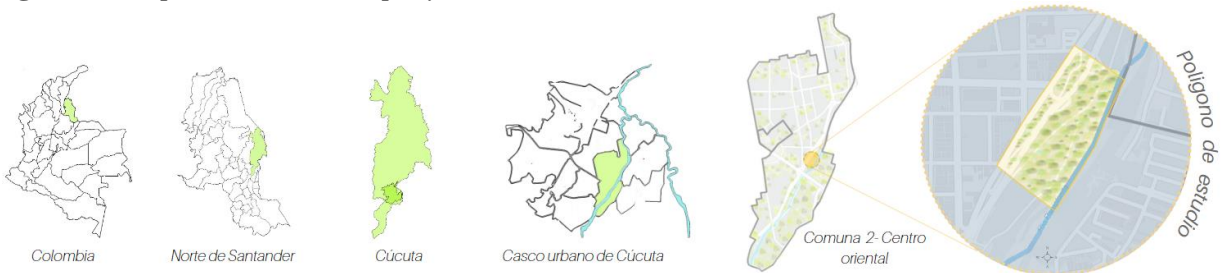 Colombia
Norte de Santander
Cúcuta
Casco urbano de Cúcuta
Comuna 2- Centro
oriental
Poligono de estudio